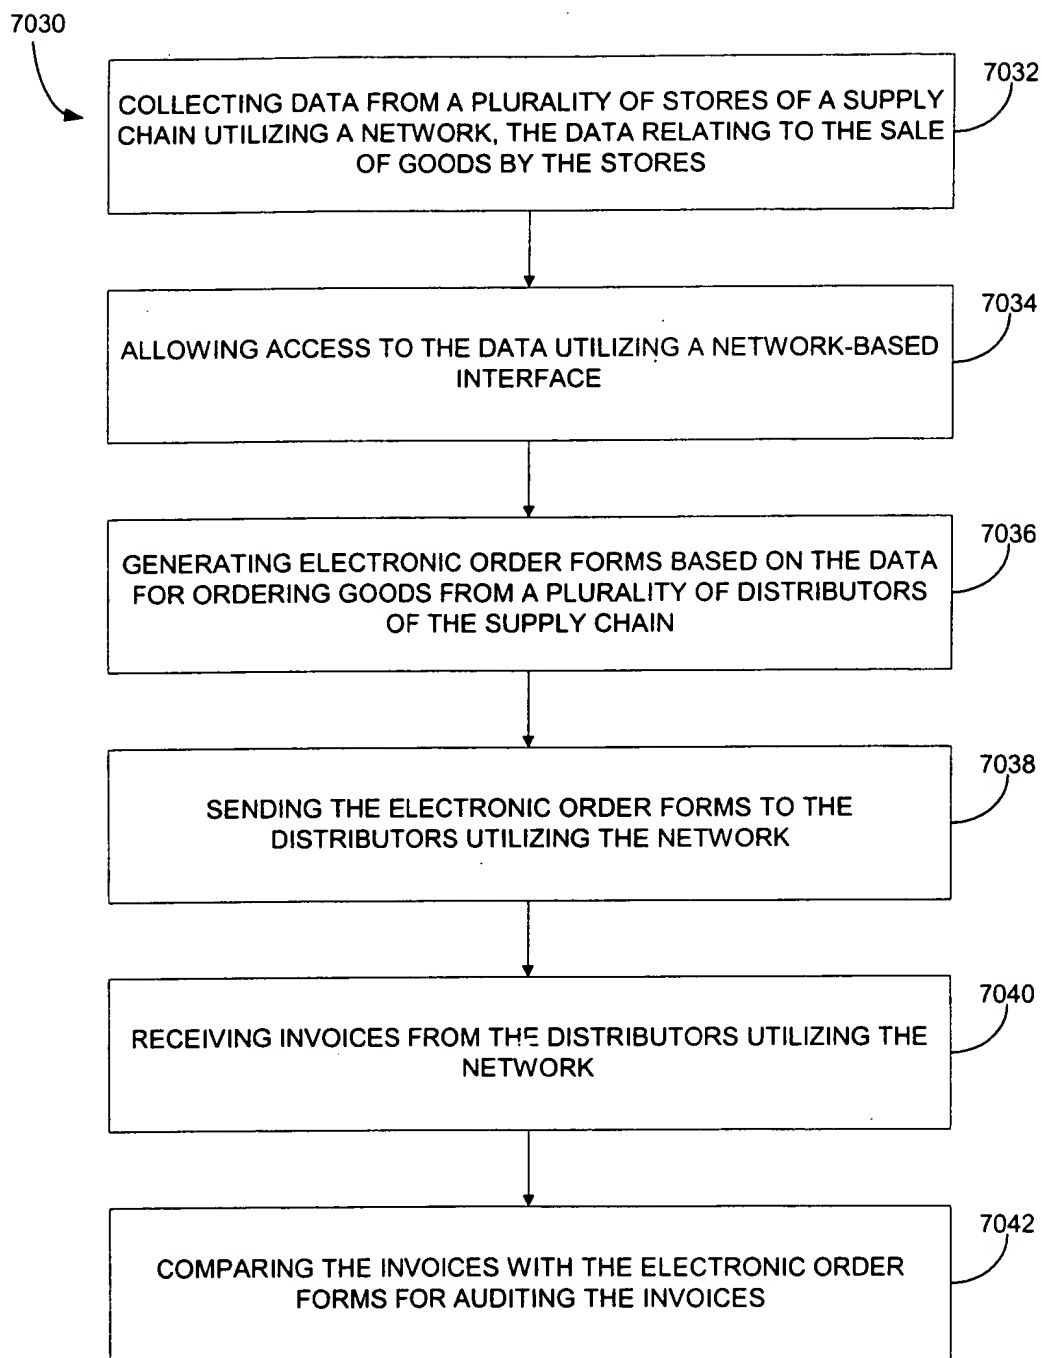 7030
7032
COLLECTING DATA FROM A PLURALITY OF STORES OF A SUPPLY
CHAIN UTILIZING A NETWORK, THE DATA RELATING TO THE SALE
OF GOODS BY THE STORES
7034
ALLOWING ACCESS TO THE DATA UTILIZING A NETWORK-BASED
INTERFACE
7036
GENERATING ELECTRONIC ORDER FORMS BASED ON THE DATA
FOR ORDERING GOODS FROM A PLURALITY OF DISTRIBUTORS
OF THE SUPPLY CHAIN
7038
SENDING THE ELECTRONIC ORDER FORMS TO THE
DISTRIBUTORS UTILIZING THE NETWORK
7040
RECEIVING INVOICES FROM THE DISTRIBUTORS UTILIZING THE
NETWORK
7042
COMPARING THE INVOICES WITH THE ELECTRONIC ORDER
FORMS FOR AUDITING THE INVOICES